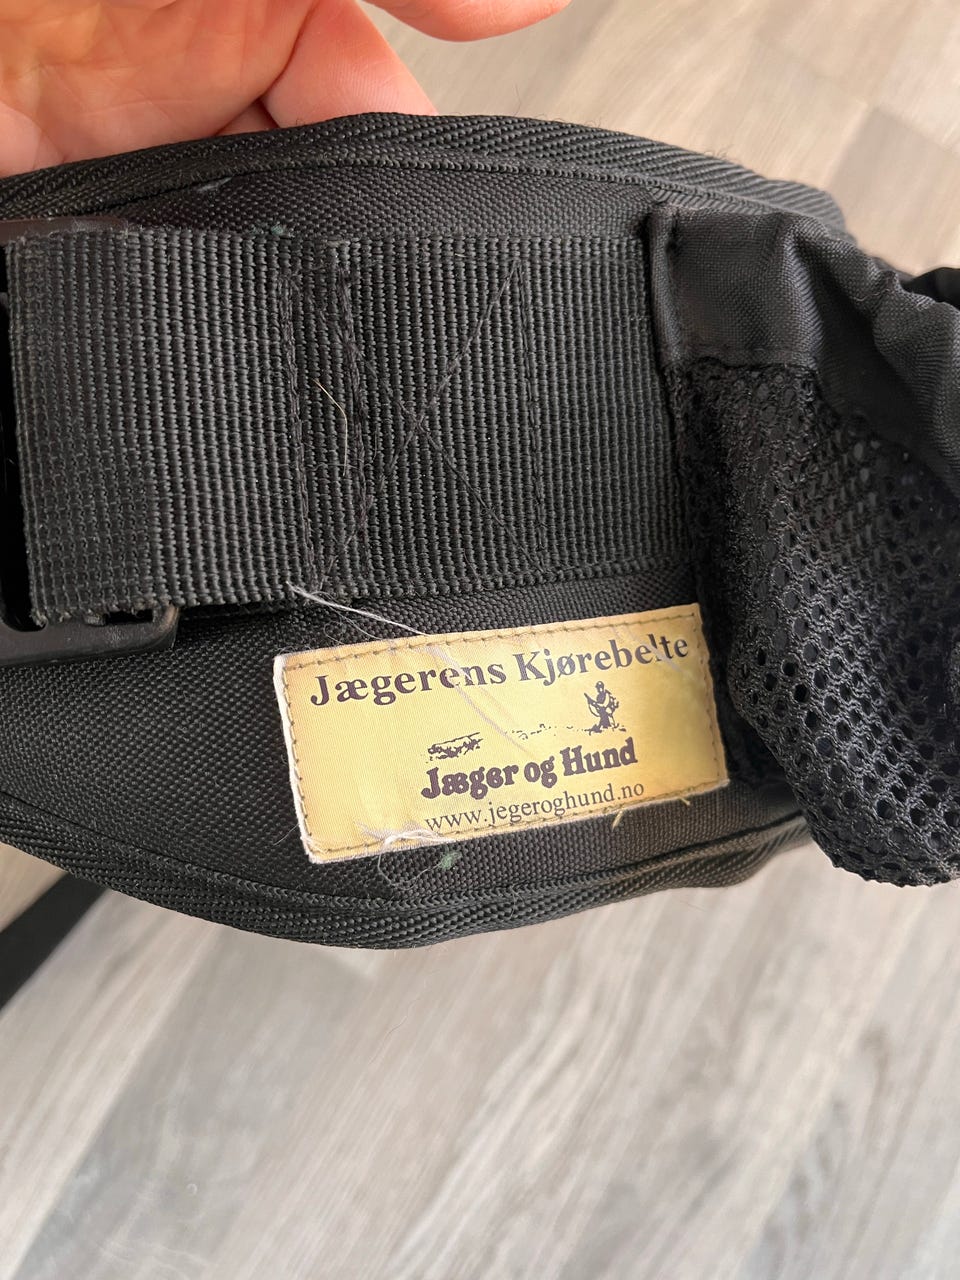 Jægerens Kjørebelte
Jæger og Hund
www.jegeroghund.no